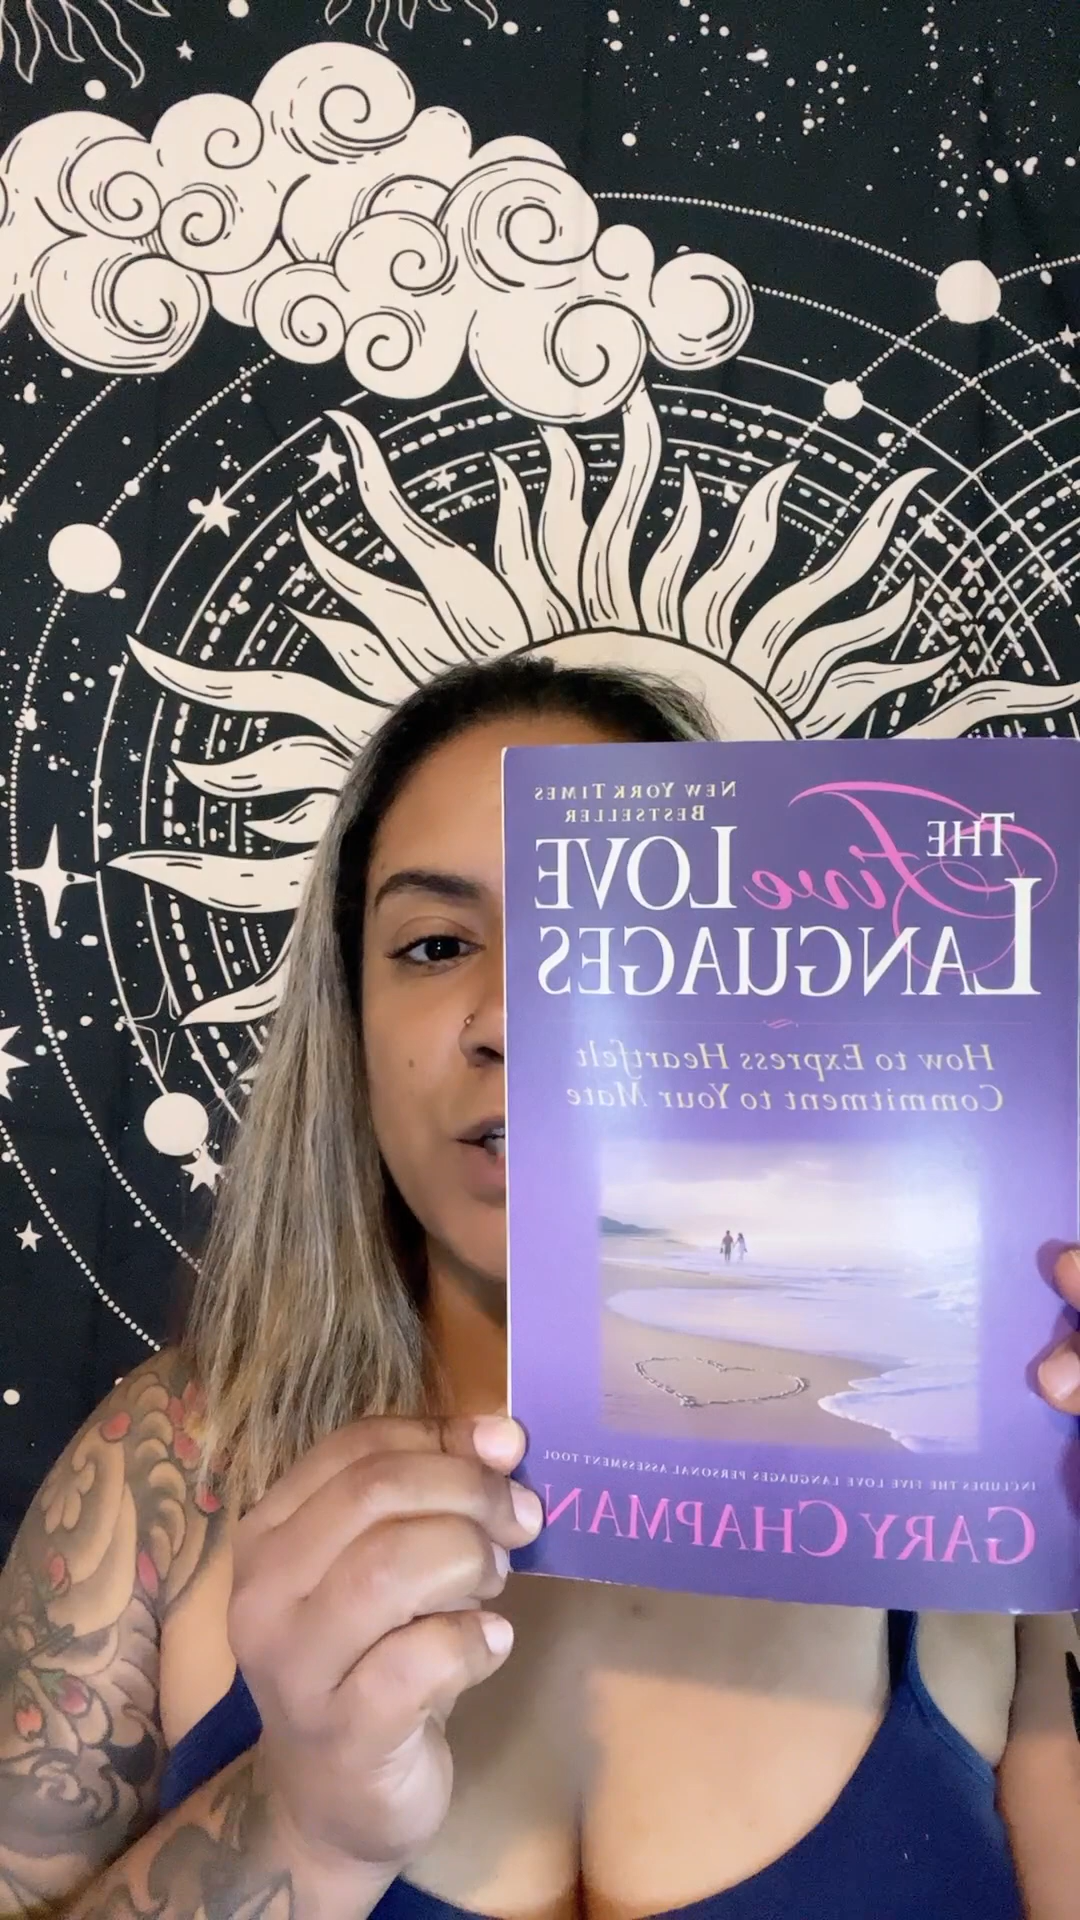 NEW YORK TIMES
BESTSELLER
THE
Five LOVE
LANGUAGES
How to Express Heartfelt
Commitment to Your Mate
INCLUDES THE FIVE LOVE LANGUAGES PERSONAL ASSESSMENT TOOL
GARY CHAPMAN